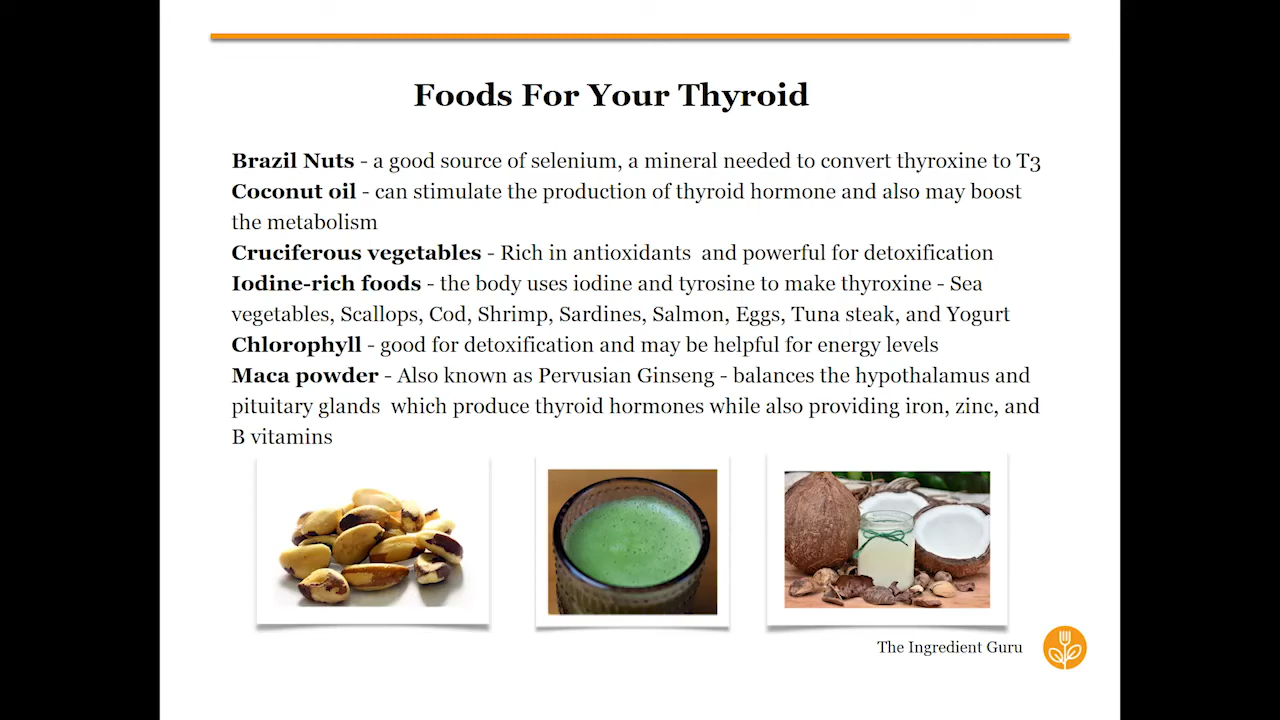 Foods For Your Thyroid
Brazil Nuts - a good source of selenium, a mineral needed to convert thyroxine to T3
Coconut oil - can stimulate the production of thyroid hormone and also may boost
the metabolism
Cruciferous vegetables - Rich in antioxidants  and powerful for detoxification
Iodine-rich foods - the body uses iodine and tyrosine to make thyroxine - Sea
vegetables, Scallops, Cod, Shrimp, Sardines, Salmon, Eggs, Tuna steak, and Yogurt
Chlorophyll - good for detoxification and may be helpful for energy levels
Maca powder - Also known as Pervusian Ginseng - balances the hypothalamus and
pituitary glands  which produce thyroid hormones while also providing iron, zinc, and
B vitamins
The Ingredient Guru